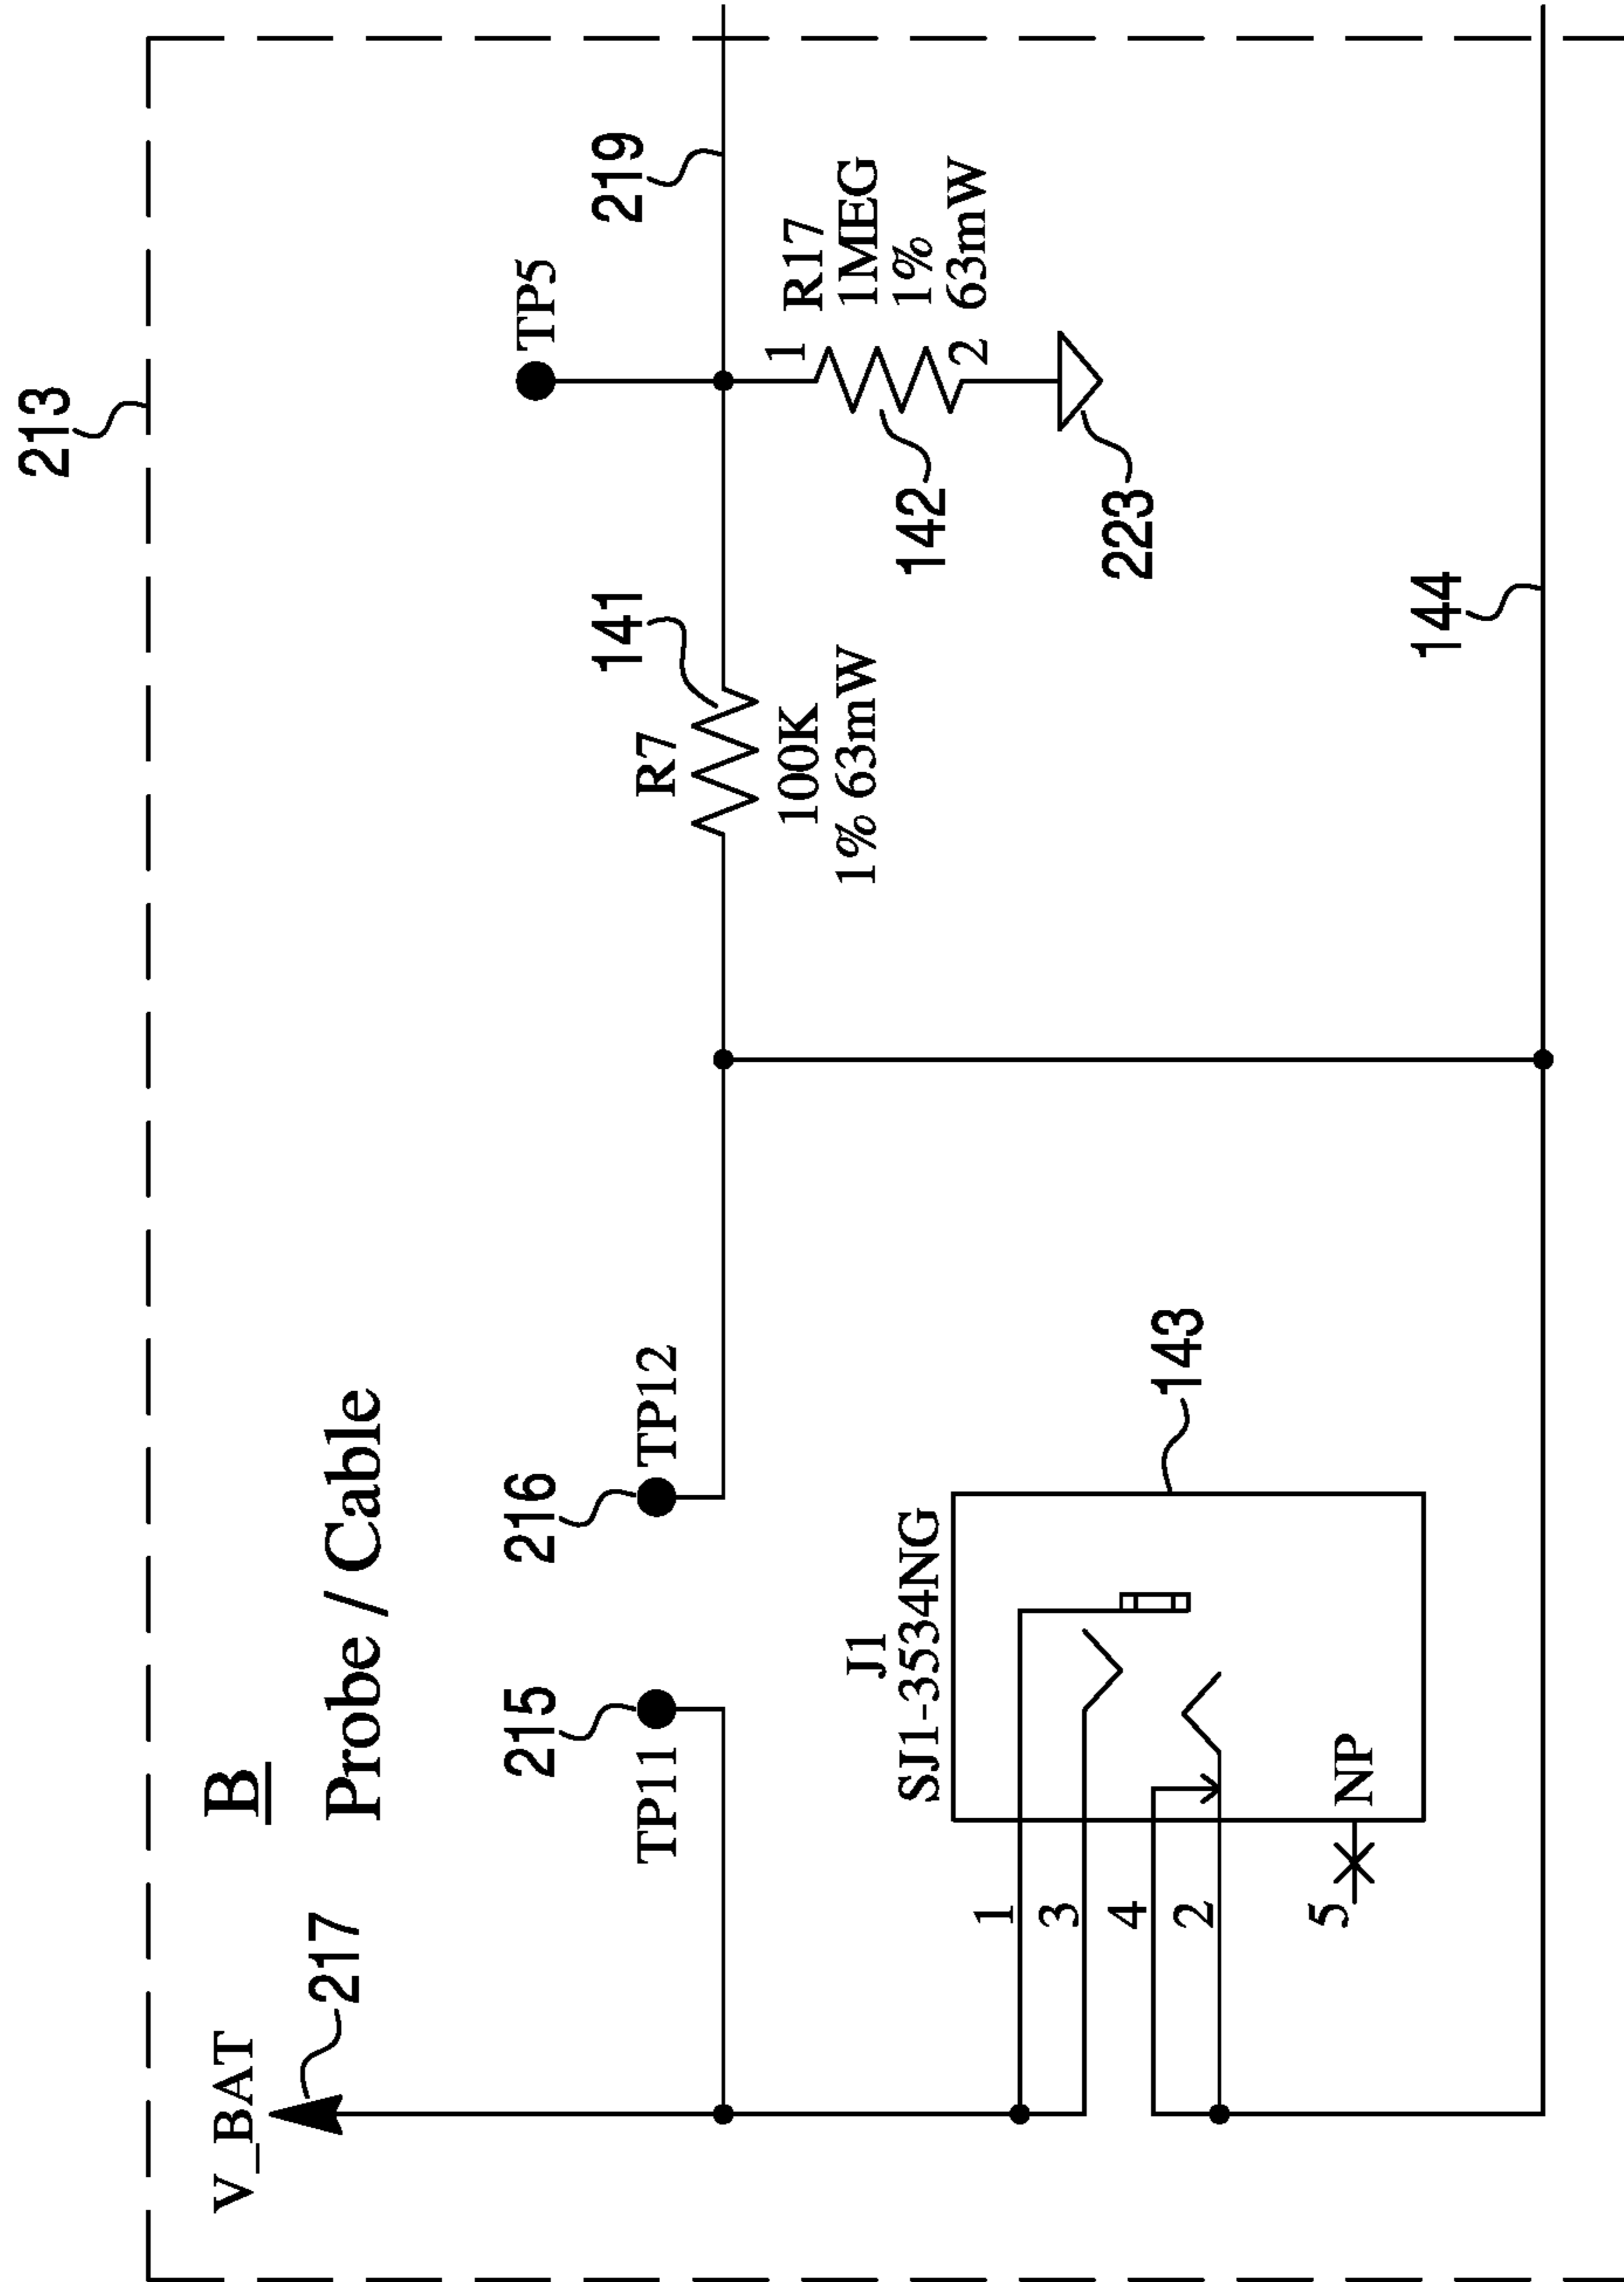 213
B
Probe / Cable
V_BAT
217
TP11
215
216
TP12
R7
141
100K
1% 63mW
TP5
219
1
R17
1MEG
1%
2
63mW
142
223
J1
SJ1-3534NG
143
1
3
4
2
5
NP
144